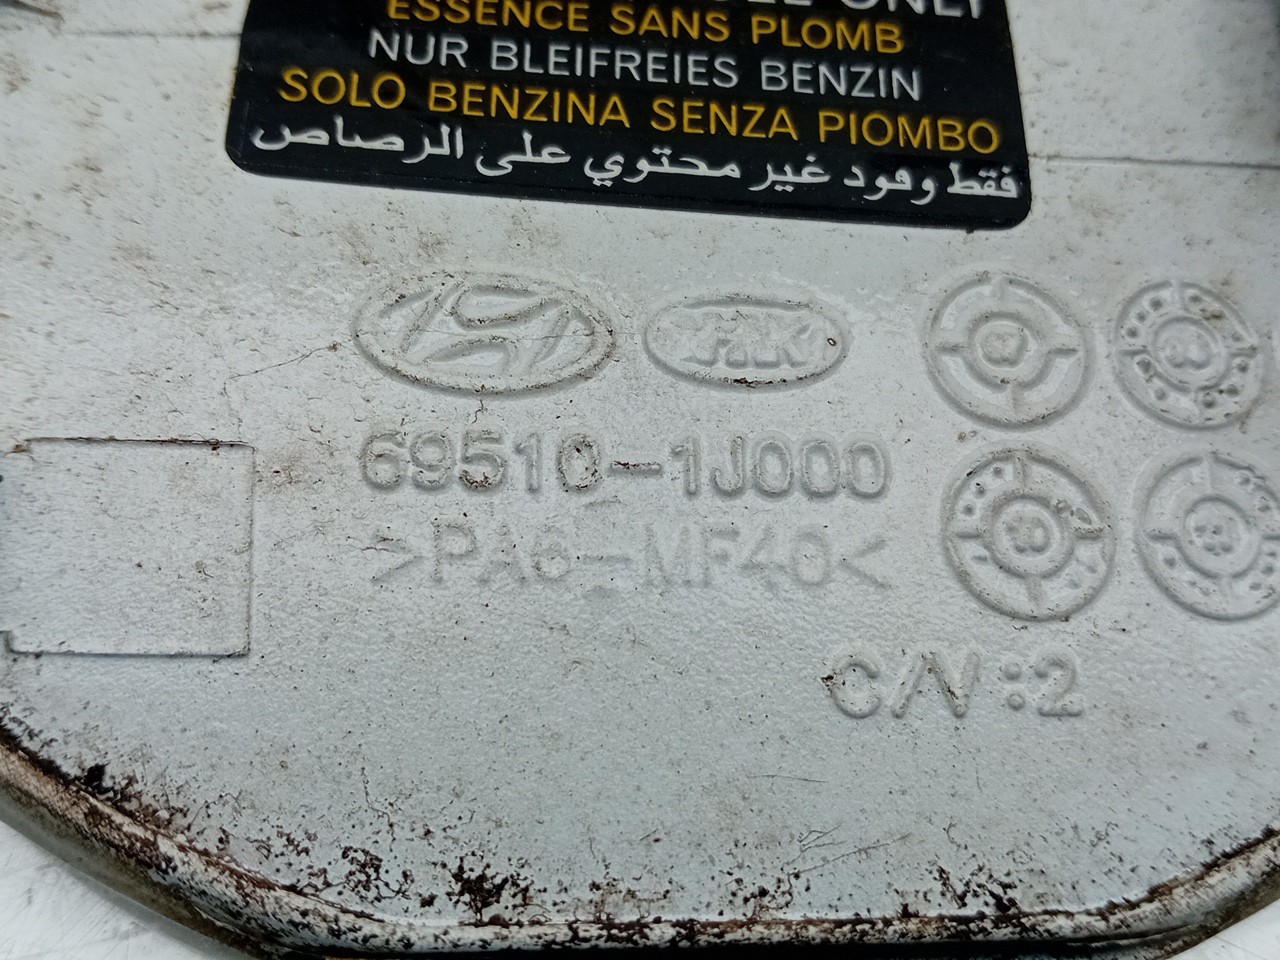 ONLY
ESSENCE SANS PLOMB
NUR BLEIFREIES BENZIN
SOLO BENZINA SENZA PIOMBO
فقط وقود غير محتوي على الرصاص
69510-1J000
>PA6-MF40<
C/V:2